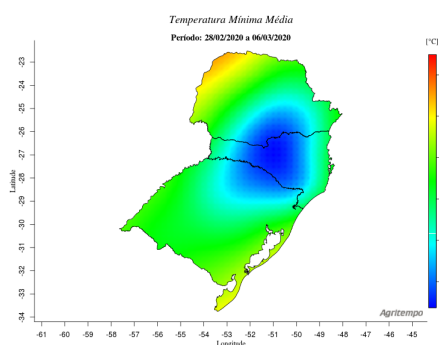 Temperatura Mínima Média
Período: 28/02/2020 a 06/03/2020
[°C]
-23
-24
-25
-26
-27
-28
-29
-30
-31
-32
-33
-34
Latitude
Agritempo
-61 -60 -59 -58 -57 -56 -55 -54 -53 -52 -51 -50 -49 -48 -47 -46 -45
Longitude